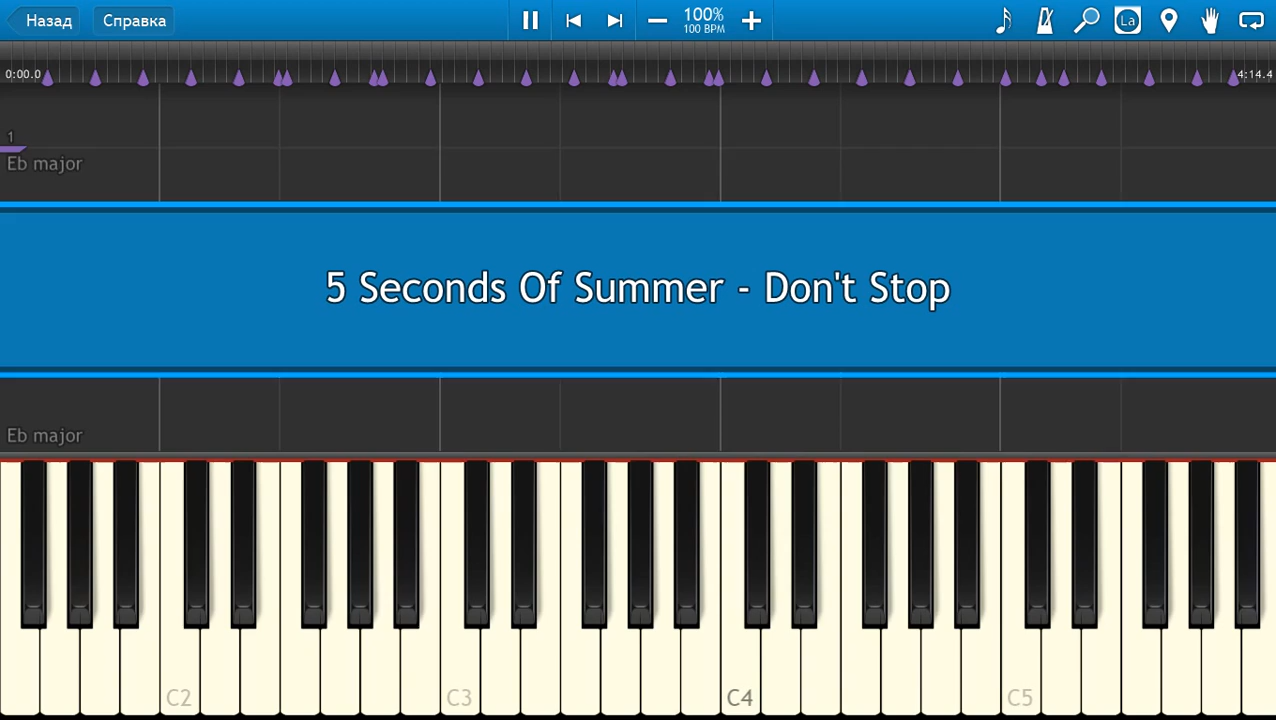 Назад
Справка
100%
100 BPM
La
0:00.0
4:14.4
1
Eb major
5 Seconds Of Summer - Don't Stop
Eb major
C2
C3
C4
C5